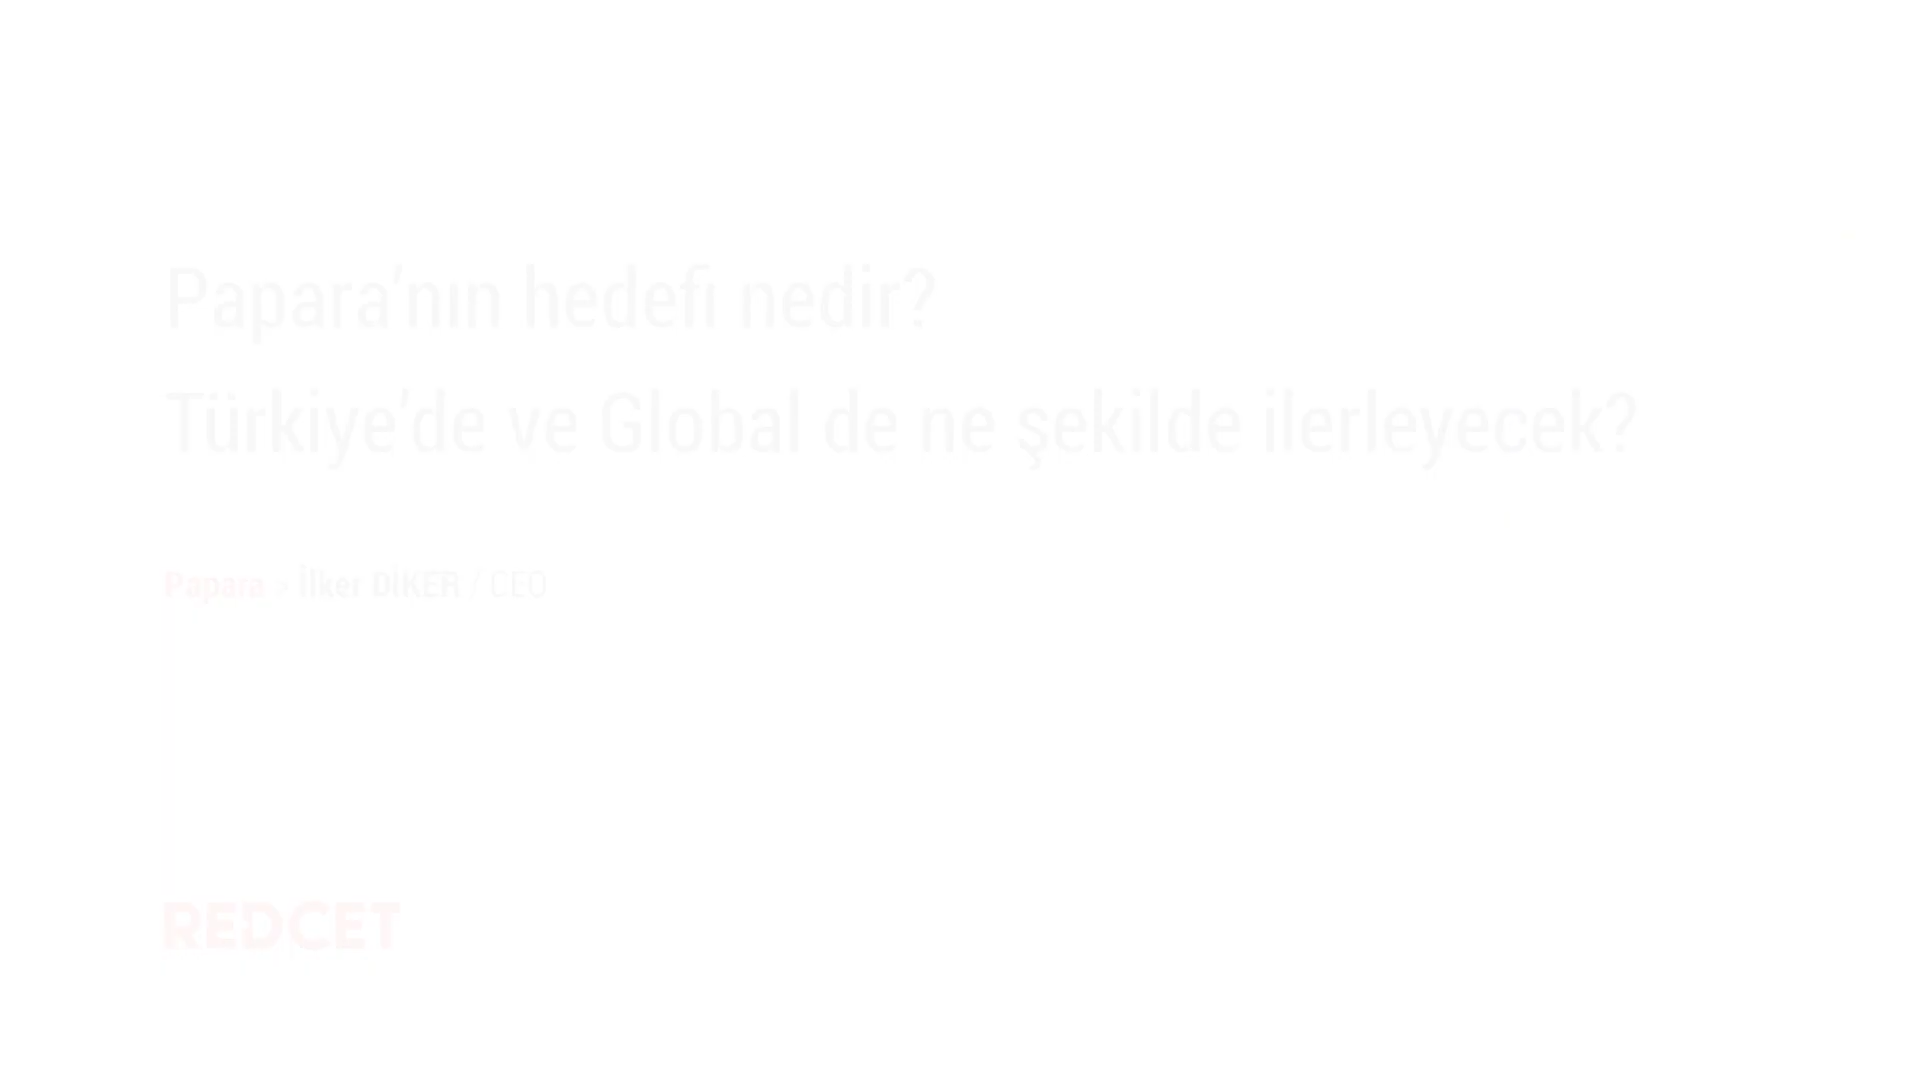 Papara’nın hedefi nedir?
Türkiye’de ve Global de ne şekilde ilerleyecek?
Papara > İlker DİKER / CEO
REDCET